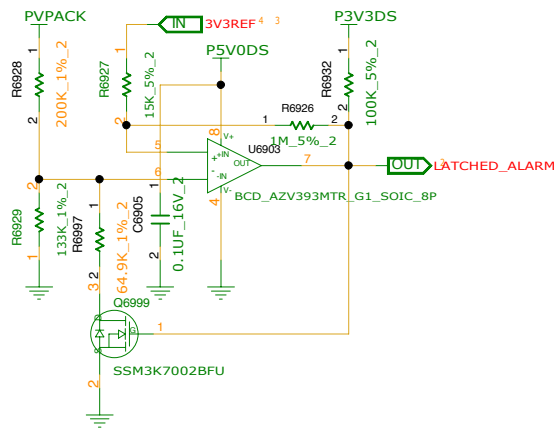 PVPACK
IN
3V3REF
4
3
P3V3DS
P5V0DS
1
R6928
200K_1%_2
2
1
R6927
15K_5%_2
2
1
R6932
100K_5%_2
2
R6926
1
2
1M_5%_2
8
V+
U6903
5
+
+IN
OUT
7
6
-
-IN
V-
4
BCD_AZV393MTR_G1_SOIC_8P
OUT
LATCHED_ALARM
2
R6929
133K_1%_2
1
1
R6997
64.9K_1%_2
2
1
C6905
0.1UF_16V_2
2
3
Q6999
D
G
S
1
SSM3K7002BFU
2